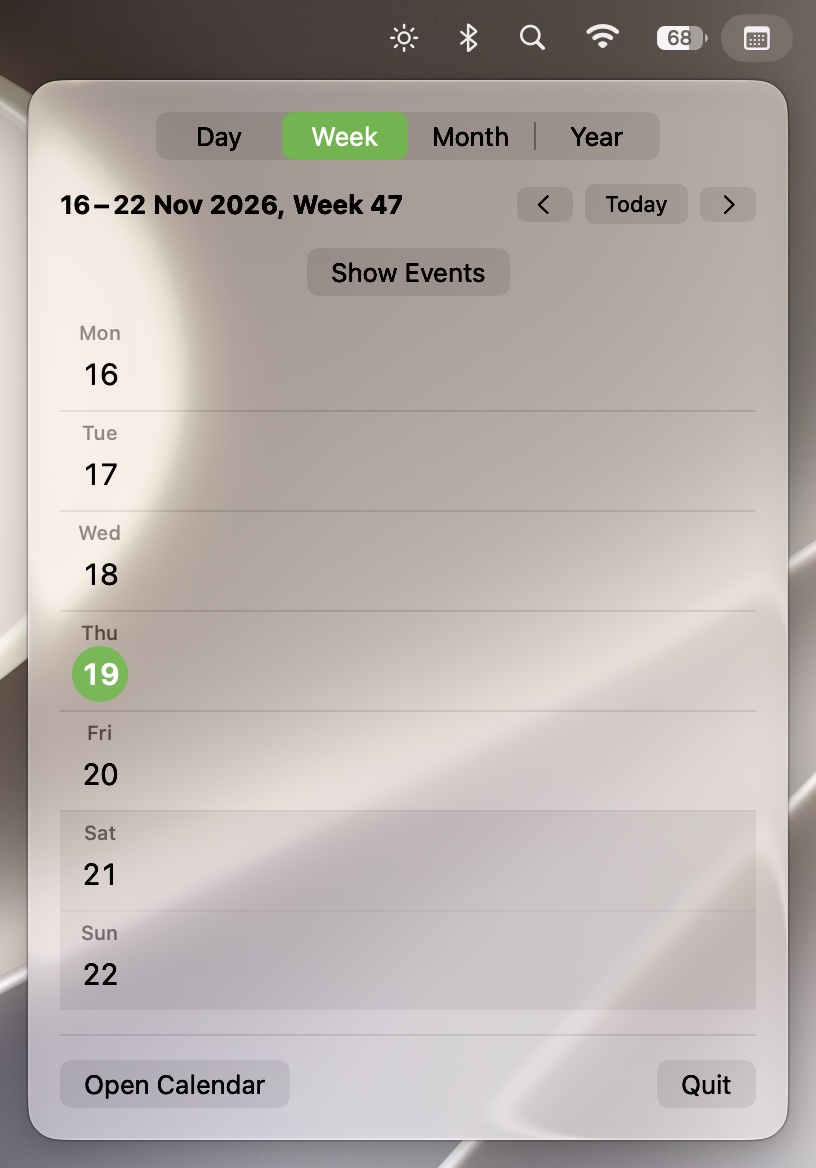 68
Day Week Month Year
16–22 Nov 2026, Week 47 Today
Show Events
Mon
16
Tue
17
Wed
18
Thu
19
Fri
20
Sat
21
Sun
22
Open Calendar Quit